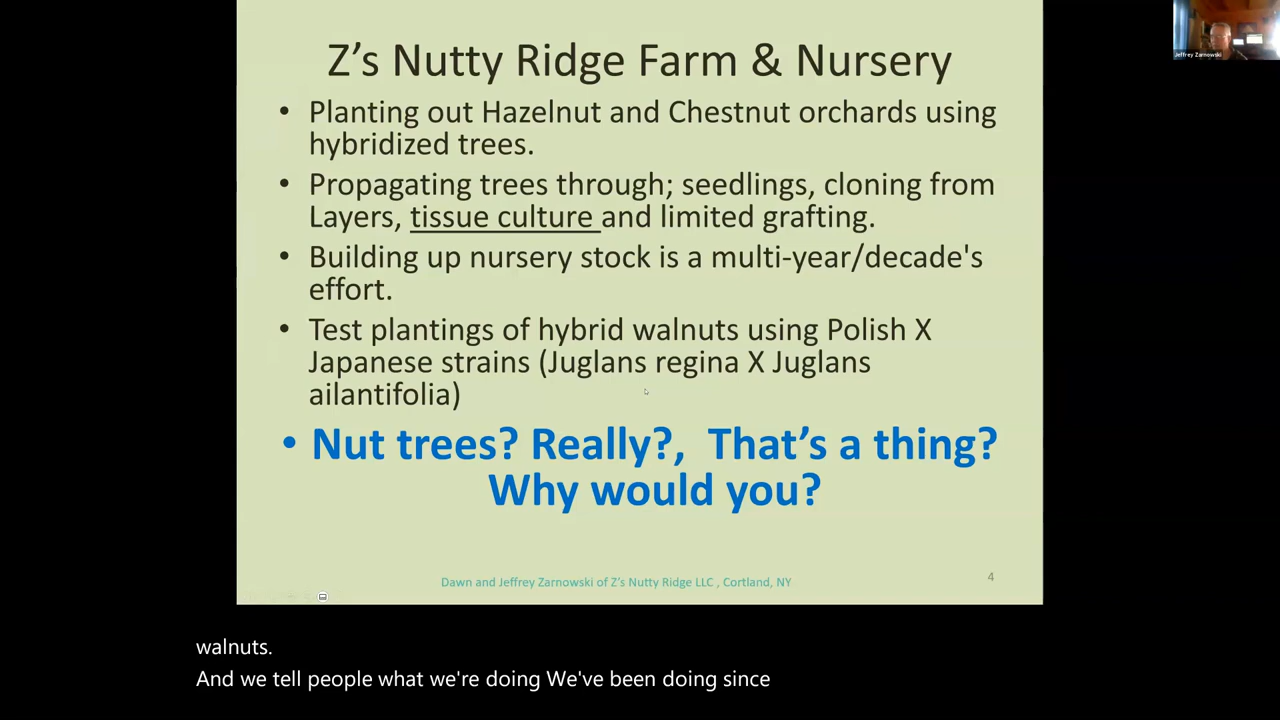 Z's Nutty Ridge Farm & Nursery
• Planting out Hazelnut and Chestnut orchards using
hybridized trees.
• Propagating trees through; seedlings, cloning from
Layers, tissue culture and limited grafting.
• Building up nursery stock is a multi-year/decade's
effort.
• Test plantings of hybrid walnuts using Polish X
Japanese strains (Juglans regina X Juglans
ailantifolia)
• Nut trees? Really?, That's a thing?
Why would you?
Dawn and Jeffrey Zarnowski of Z's Nutty Ridge LLC , Cortland, NY
4
Jeffrey Zarnowski
walnuts.
And we tell people what we're doing We've been doing since